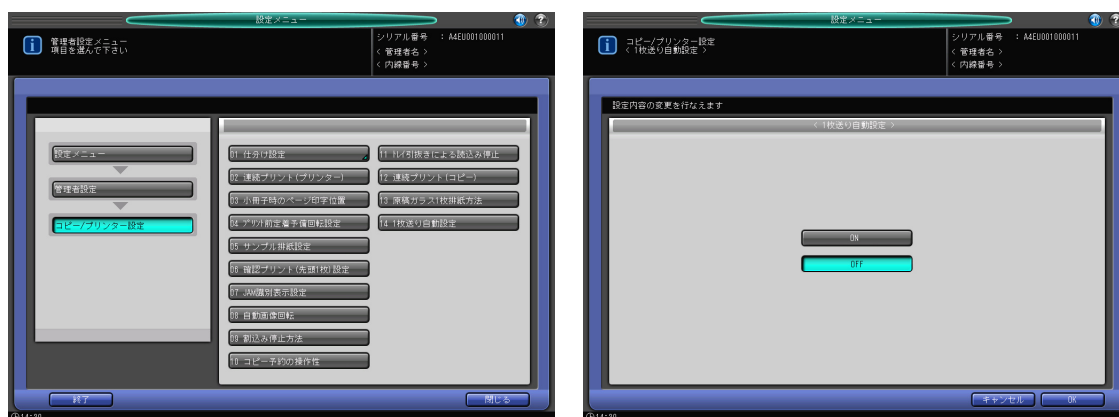 設定メニュー
管理者設定メニュー
項目を選んで下さい
シリアル番号 : A4EU001000011
< 管理者名 >
< 内線番号 >
設定メニュー
管理者設定
コピー/プリンター設定
01 仕分け設定
02 連続プリント(プリンター)
03 小冊子時のページ印字位置
04 プリント前定着予備回転設定
05 サンプル排紙設定
06 確認プリント(先頭1枚)設定
07 JAM識別表示設定
08 自動画像回転
09 割込み停止方法
10 コピー予約の操作性
11 トレイ引抜きによる読込み停止
12 連続プリント(コピー)
13 原稿ガラス1枚排紙方法
14 1枚送り自動設定
終了
閉じる
14:30
設定メニュー
コピー/プリンター設定
< 1枚送り自動設定 >
シリアル番号 : A4EU001000011
< 管理者名 >
< 内線番号 >
設定内容の変更を行なえます
< 1枚送り自動設定 >
ON
OFF
キャンセル
OK
14:30